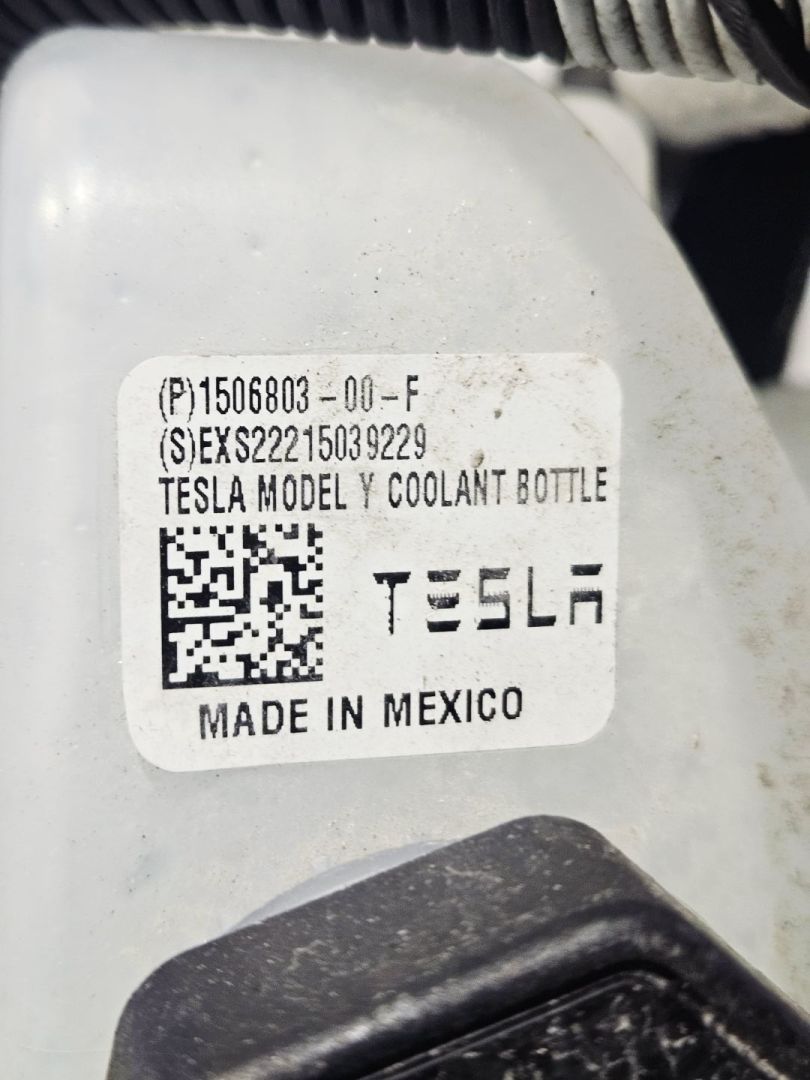 (P)1506803-00-F
(S)EXS22215039229
TESLA MODEL Y COOLANT BOTTLE
TESLA
MADE IN MEXICO